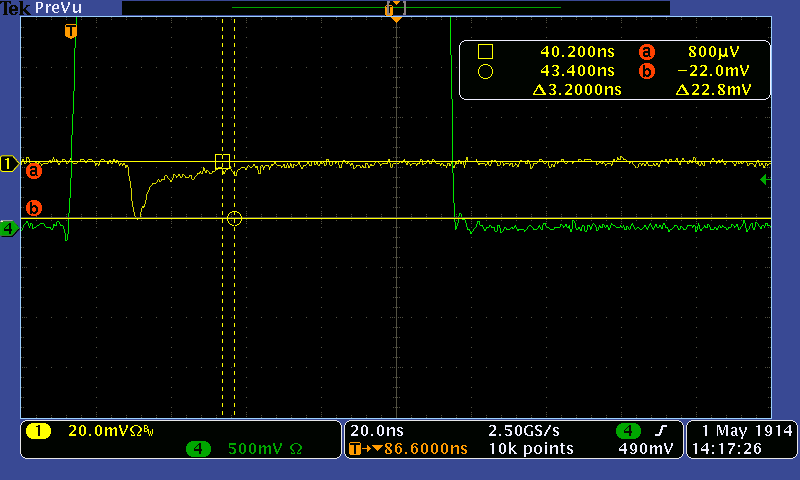 Tek PreVu
T
40.200ns a 800µV
43.400ns b −22.0mV
Δ3.2000ns Δ22.8mV
1
a
b
4
1 20.0mVΩBW
4 500mV Ω
20.0ns 2.50GS/s 4 490mV
T→▼86.6000ns 10k points
1 May 1914
14:17:26